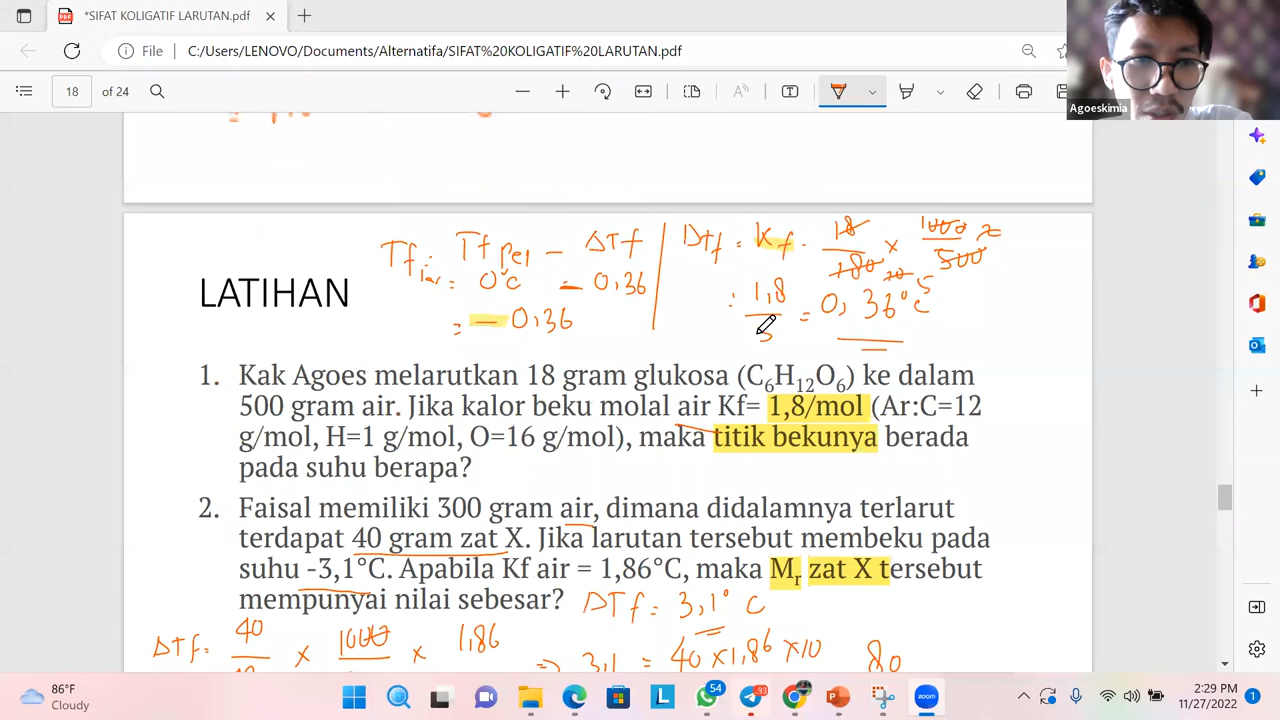 *SIFAT KOLIGATIF LARUTAN.pdf
File
C:/Users/LENOVO/Documents/Alternatifa/SIFAT%20KOLIGATIF%20LARUTAN.pdf
18 of 24
Agoeskimia
Tf lar = Tf pel - ΔTf
= 0°C - 0,36
= - 0,36
ΔTf = Kf . 18/180 × 1000/500
: 1,8/5 = 0,36°C
LATIHAN
1. Kak Agoes melarutkan 18 gram glukosa (C₆H₁₂O₆) ke dalam
500 gram air. Jika kalor beku molal air Kf= 1,8/mol (Ar:C=12
g/mol, H=1 g/mol, O=16 g/mol), maka titik bekunya berada
pada suhu berapa?
2. Faisal memiliki 300 gram air, dimana didalamnya terlarut
terdapat 40 gram zat X. Jika larutan tersebut membeku pada
suhu -3,1°C. Apabila Kf air = 1,86°C, maka Mᵣ zat X tersebut
mempunyai nilai sebesar?
ΔTf = 3,1°C
ΔTf = 40 × 1000 × 1,86
⇒ 3,1 = 40 × 1,86 × 10
80
86°F
Cloudy
54
93
zoom
2:29 PM
11/27/2022
1